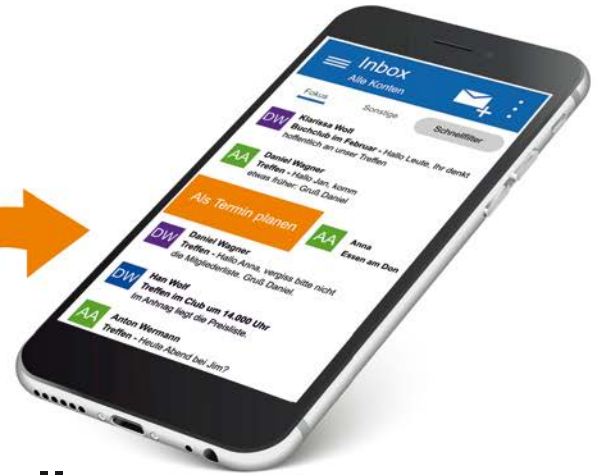 Inbox
Alle Konten
Fokus
Sonstige
Schnellfilter
DW
Klarissa Wolf
Buchclub im Februar - Hallo Leute, Ihr denkt
hoffentlich an unser Treffen
AA
Daniel Wagner
Treffen - Hallo Jan, komm
etwas früher. Gruß Daniel
Als Termin planen
AA
Anna
Essen am Don
DW
Daniel Wagner
Treffen - Hallo Anna, vergiss bitte nicht
die Mitgliederliste. Gruß Daniel.
DW
Han Wolf
Treffen im Club um 14.000 Uhr
Im Anhnag liegt die Preisliste.
AA
Anton Wermann
Treffen - Heute Abend bei Jim?